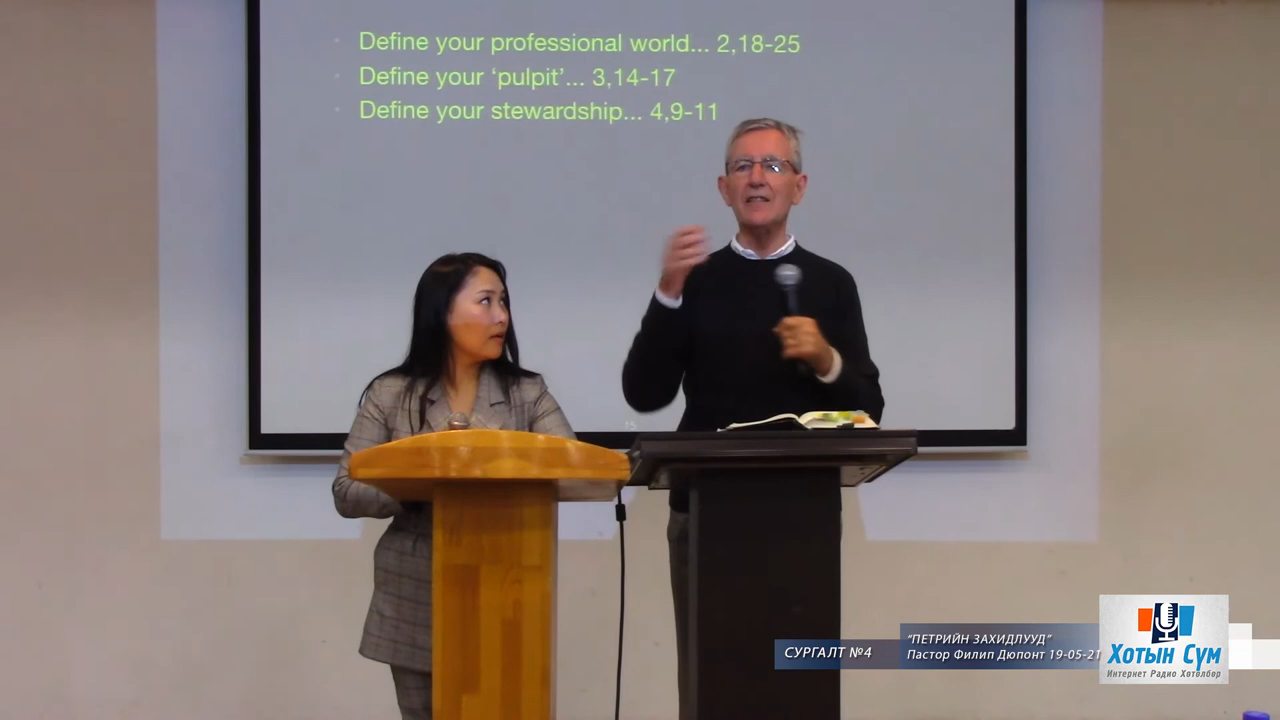 Define your professional world... 2,18-25
Define your ‘pulpit’... 3,14-17
Define your stewardship... 4,9-11
15
СУРГАЛТ №4
"ПЕТРИЙН ЗАХИДЛУУД"
Пастор Филип Дюпонт 19-05-21
Хотын Сүм
Интернет Радио Хөтөлбөр